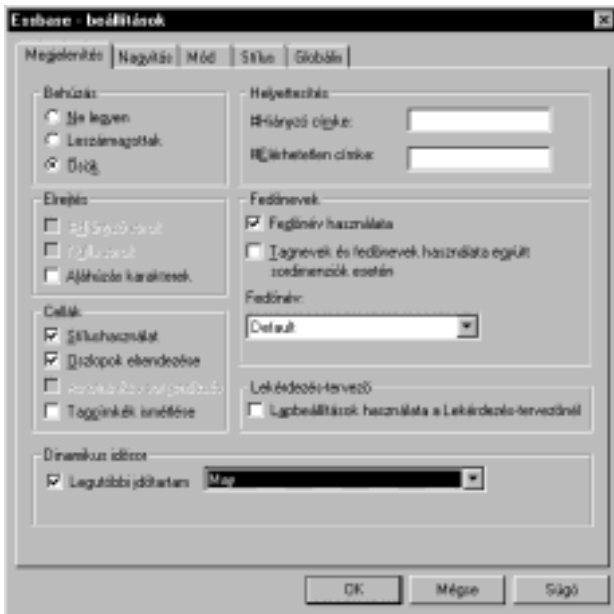 Essbase - beállítások
Megjelenítés Nagyítás Mód Stílus Globális
Behúzás
Ne legyen
Leszármazottak
Ősök
Helyettesítés
#Hiányzó címke:
#Elérhetetlen címke:
Elrejtés
Aláhúzás karakterek
Fedőnevek
Fedőnév használata
Tagnevek és fedőnevek használata együtt
sordimenziók esetén
Fedőnév:
Default
Cellák
Stílushasználat
Oszlopok elrendezése
Tagcímkék ismétlése
Lekérdezés-tervező
Lapbeállítások használata a Lekérdezés-tervezőnél
Dinamikus idősor
Legutóbbi időtartam
May
OK Mégse Súgó